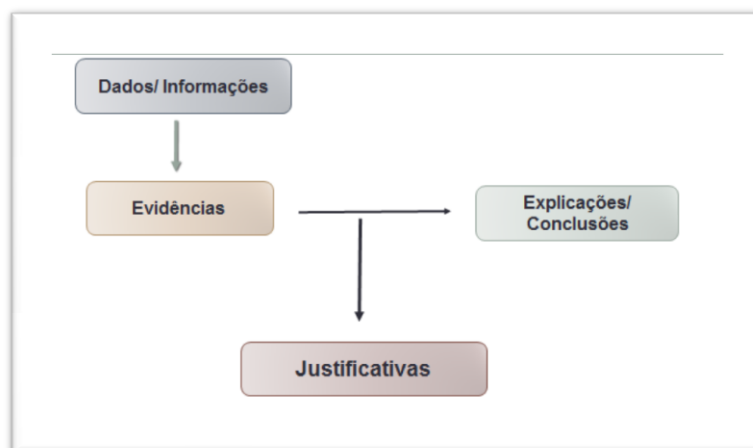 Dados/ Informações
Evidências
Explicações/
Conclusões
Justificativas